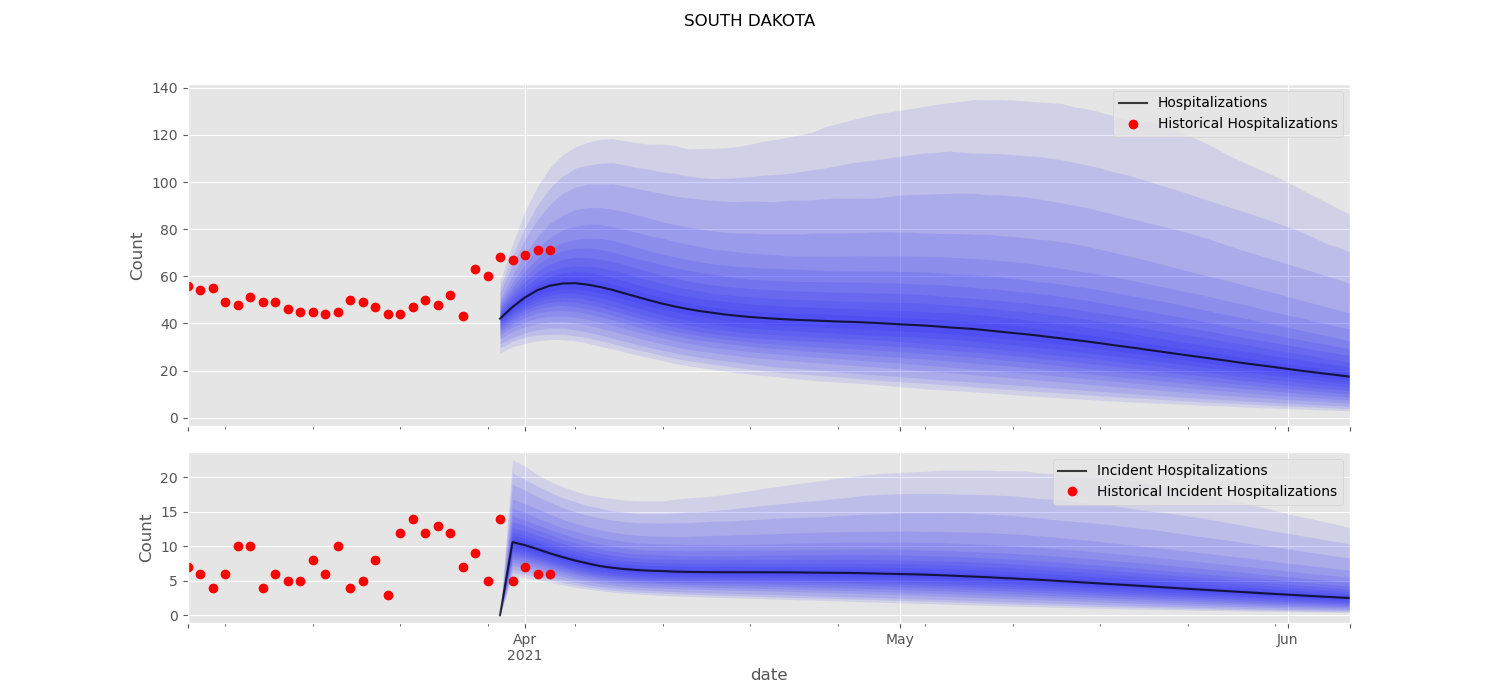 SOUTH DAKOTA
140
120
100
80
60
40
20
0
Count
Hospitalizations
Historical Hospitalizations
20
15
10
5
0
Count
Incident Hospitalizations
Historical Incident Hospitalizations
Apr
2021
May
Jun
date